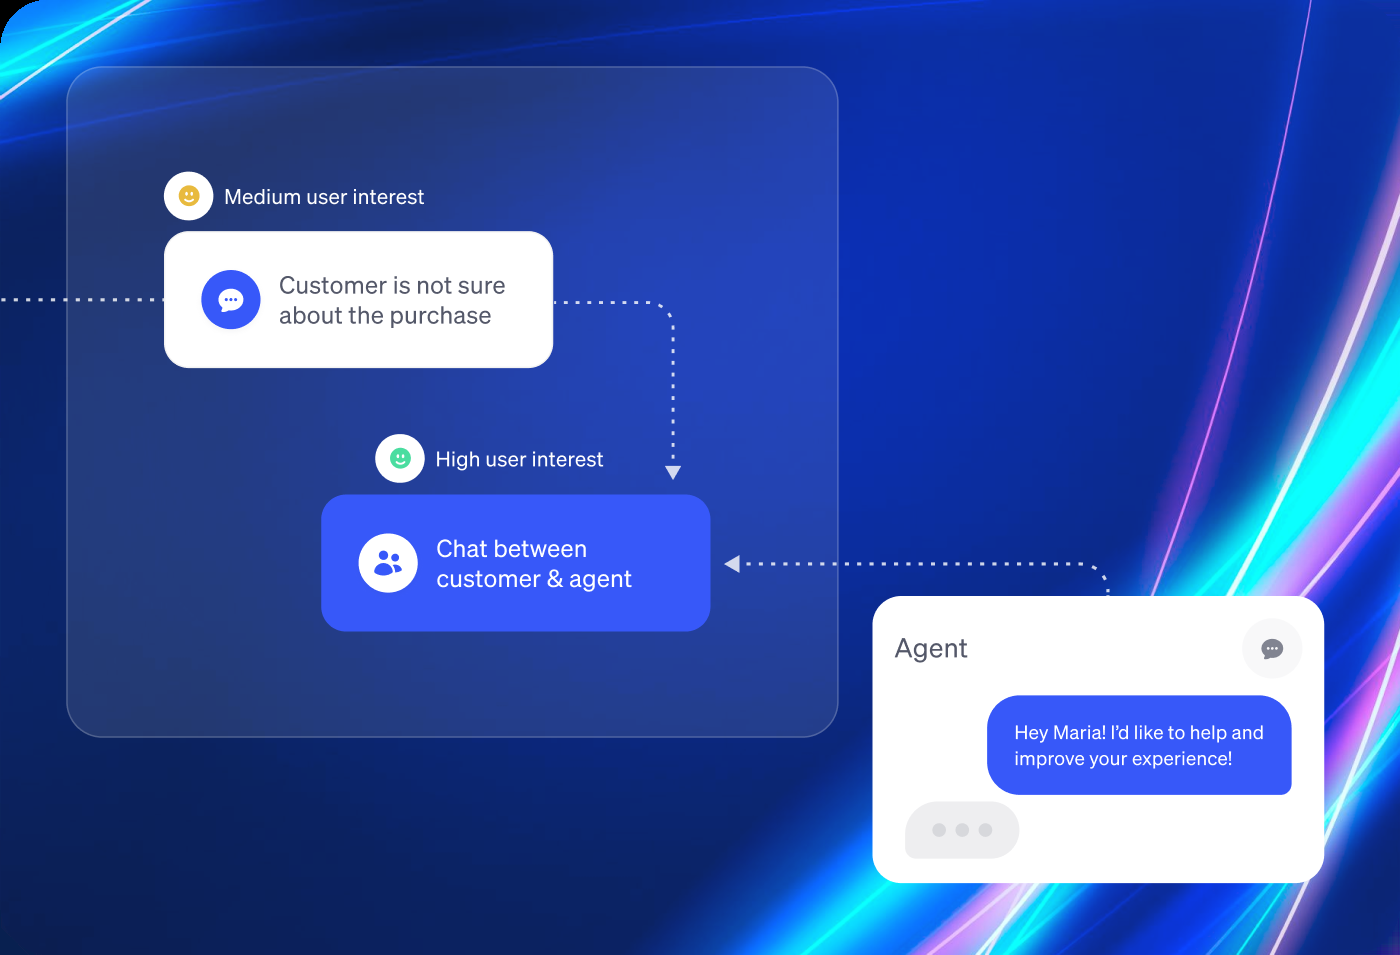 Medium user interest
Customer is not sure
about the purchase
High user interest
Chat between
customer & agent
Agent
Hey Maria! I’d like to help and
improve your experience!